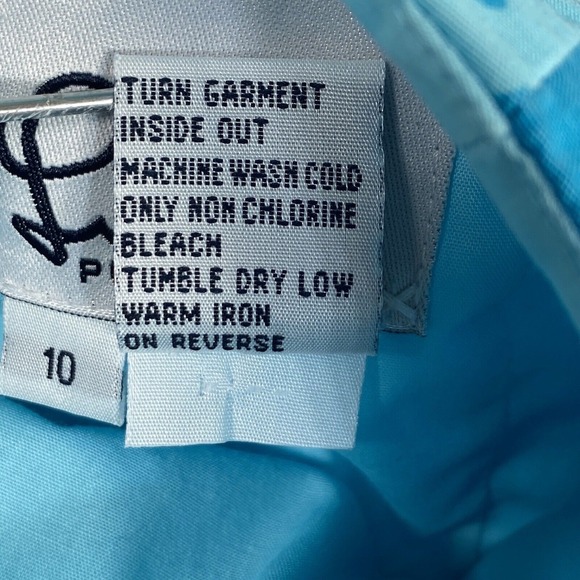 TURN GARMENT
INSIDE OUT
MACHINE WASH COLD
ONLY NON CHLORINE
BLEACH
TUMBLE DRY LOW
WARM IRON
ON REVERSE
10